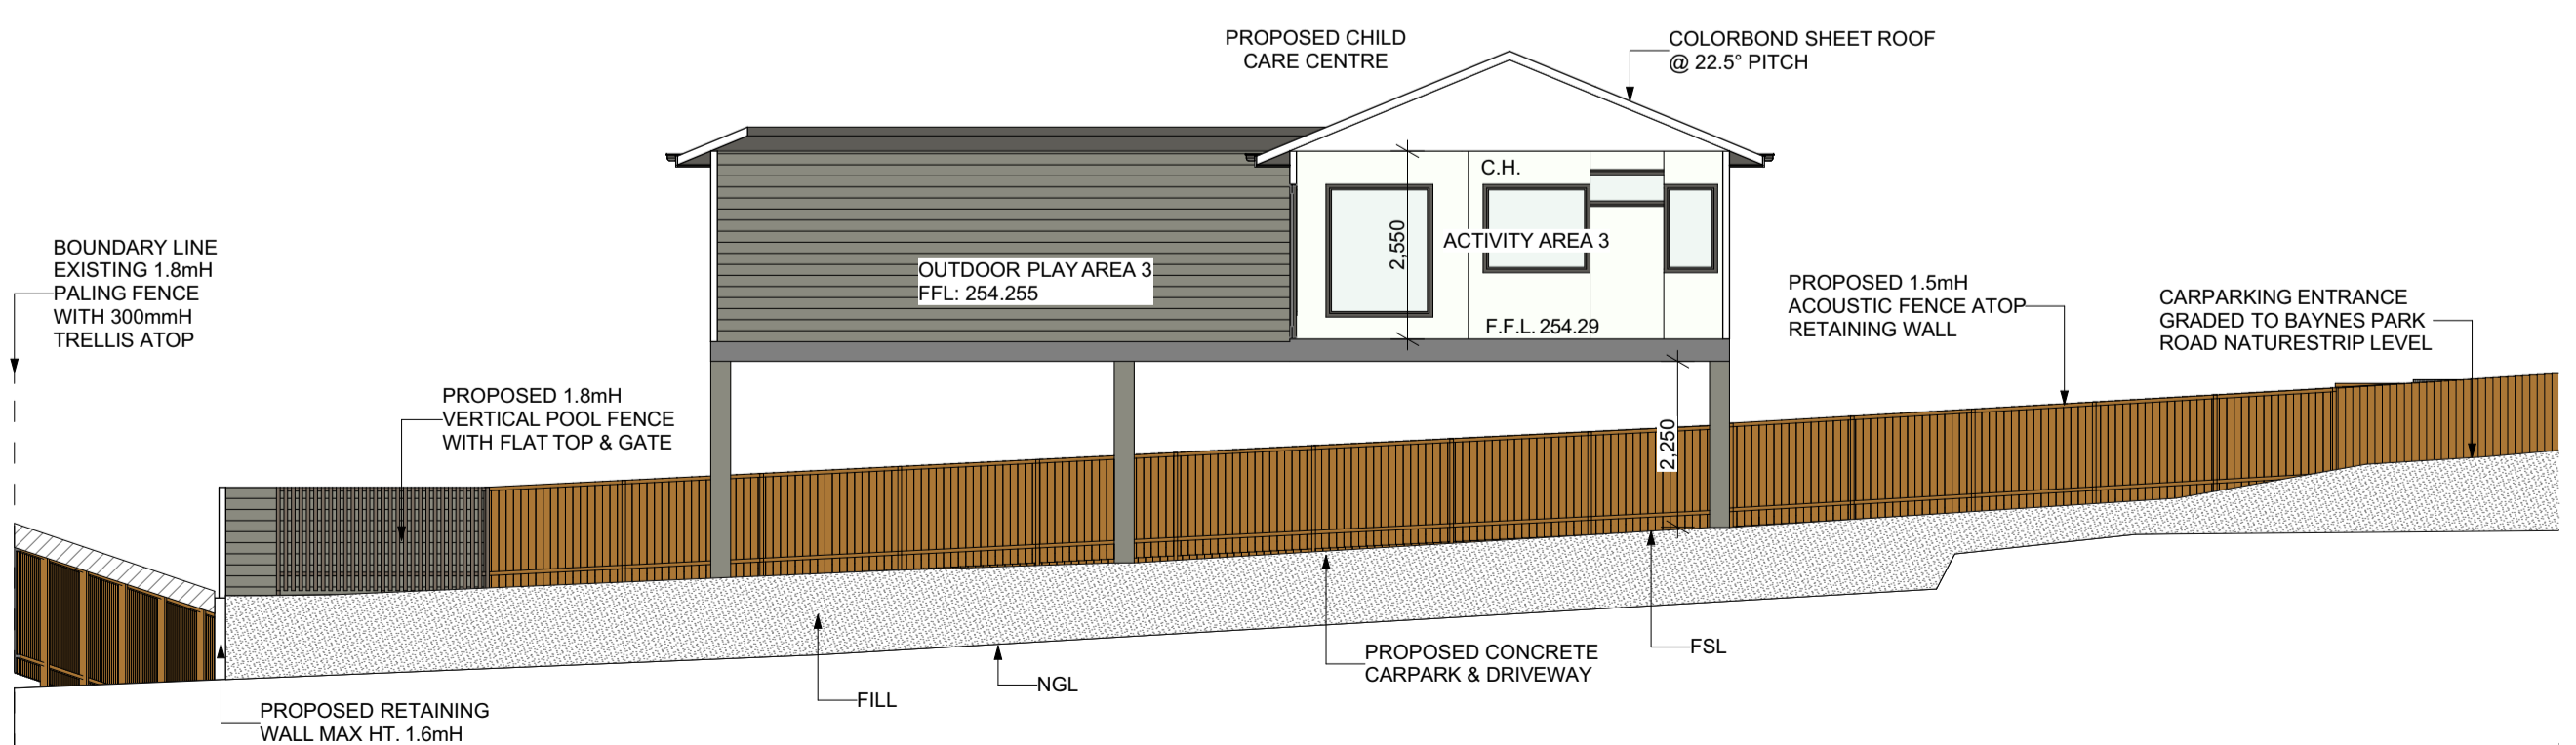 PROPOSED CHILD
CARE CENTRE
COLORBOND SHEET ROOF
@ 22.5° PITCH
C.H.
2,550
ACTIVITY AREA 3
F.F.L. 254.29
OUTDOOR PLAY AREA 3
FFL: 254.255
BOUNDARY LINE
EXISTING 1.8mH
PALING FENCE
WITH 300mmH
TRELLIS ATOP
PROPOSED 1.8mH
VERTICAL POOL FENCE
WITH FLAT TOP & GATE
2,250
PROPOSED 1.5mH
ACOUSTIC FENCE ATOP
RETAINING WALL
CARPARKING ENTRANCE
GRADED TO BAYNES PARK
ROAD NATURESTRIP LEVEL
PROPOSED RETAINING
WALL MAX HT. 1.6mH
FILL
NGL
PROPOSED CONCRETE
CARPARK & DRIVEWAY
FSL